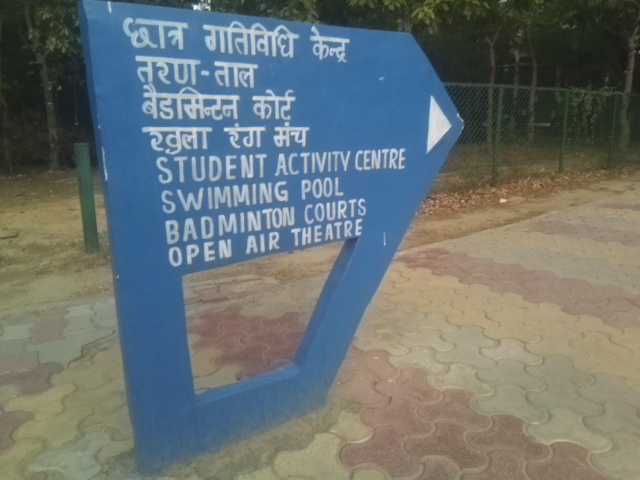 छात्र गतिविधि केन्द्र
तरण-ताल
बैडमिन्टन कोर्ट
खुला रंग मंच
STUDENT ACTIVITY CENTRE
SWIMMING POOL
BADMINTON COURTS
OPEN AIR THEATRE